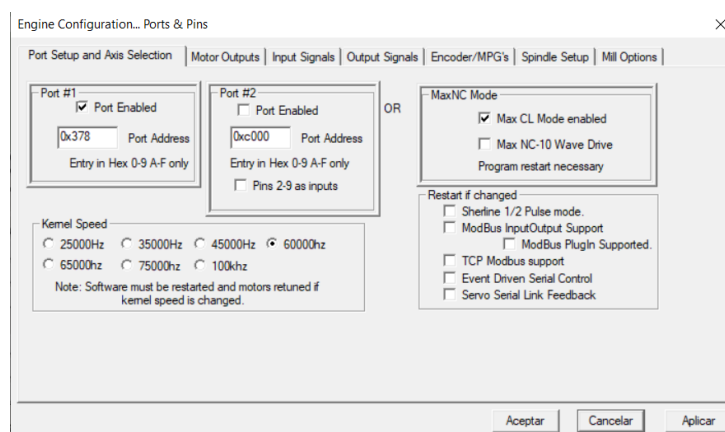 Engine Configuration... Ports & Pins
Port Setup and Axis Selection Motor Outputs Input Signals Output Signals Encoder/MPG's Spindle Setup Mill Options
Port #1
Port Enabled
0x378 Port Address
Entry in Hex 0-9 A-F only
Port #2
Port Enabled
0xc000 Port Address
Entry in Hex 0-9 A-F only
Pins 2-9 as inputs
OR
MaxNC Mode
Max CL Mode enabled
Max NC-10 Wave Drive
Program restart necessary
Kernel Speed
25000Hz 35000Hz 45000Hz 60000hz
65000hz 75000hz 100khz
Note: Software must be restarted and motors retuned if
kernel speed is changed.
Restart if changed
Sherline 1/2 Pulse mode.
ModBus InputOutput Support
ModBus PlugIn Supported.
TCP Modbus support
Event Driven Serial Control
Servo Serial Link Feedback
Aceptar Cancelar Aplicar